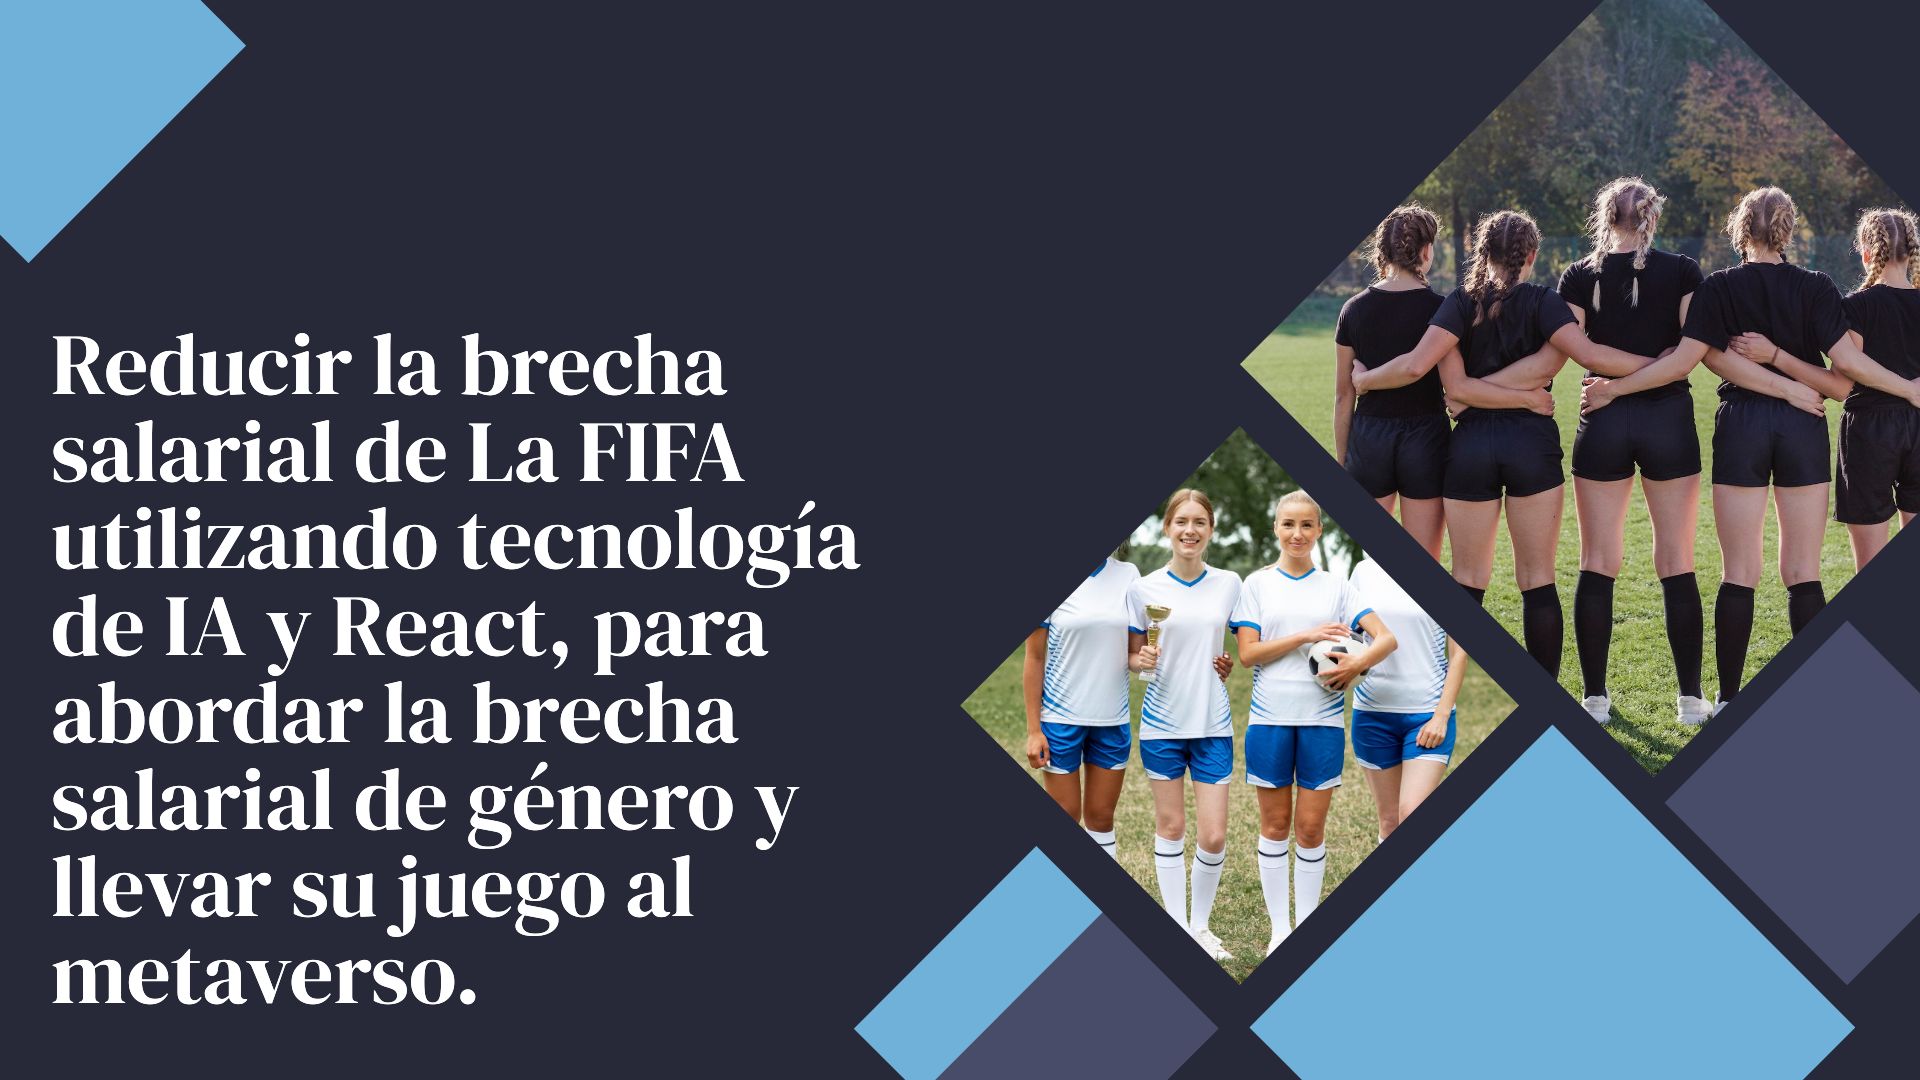 Reducir la brecha
salarial de La FIFA
utilizando tecnología
de IA y React, para
abordar la brecha
salarial de género y
llevar su juego al
metaverso.